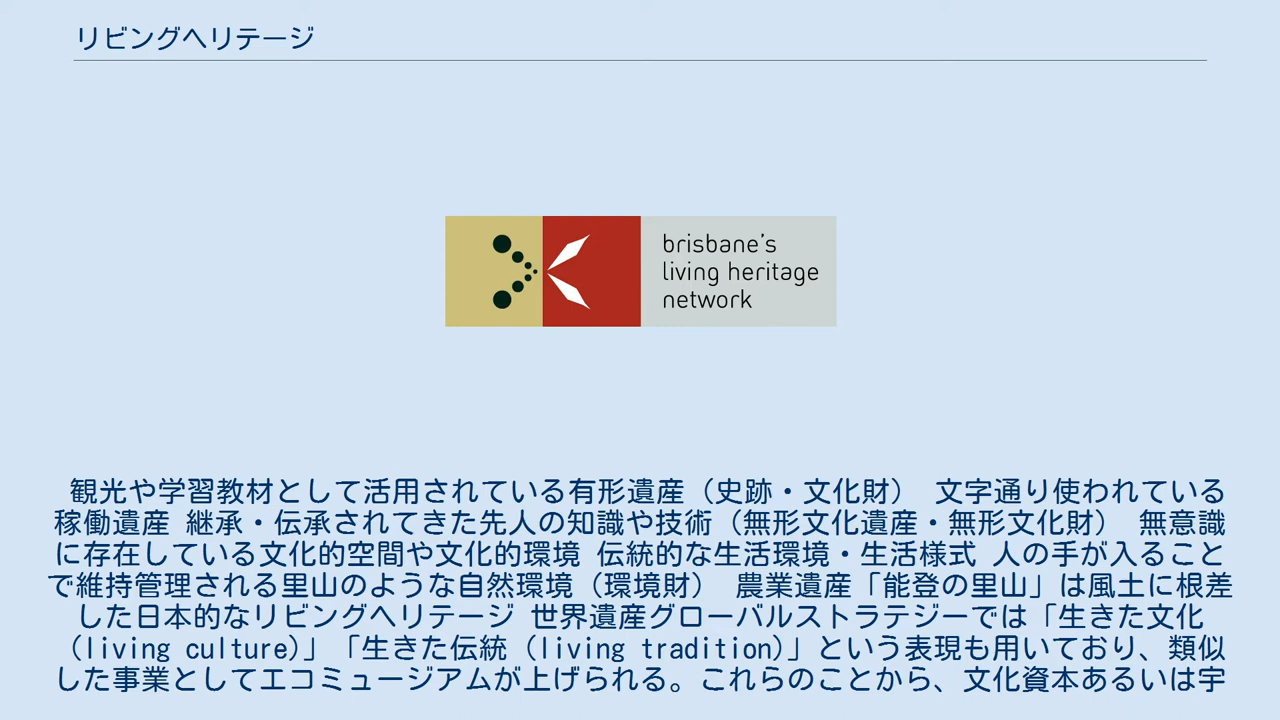 リビングヘリテージ
brisbane's
living heritage
network
観光や学習教材として活用されている有形遺産（史跡・文化財） 文字通り使われている
稼働遺産 継承・伝承されてきた先人の知識や技術（無形文化遺産・無形文化財） 無意識
に存在している文化的空間や文化的環境 伝統的な生活環境・生活様式 人の手が入ること
で維持管理される里山のような自然環境（環境財） 農業遺産「能登の里山」は風土に根差
した日本的なリビングヘリテージ 世界遺産グローバルストラテジーでは「生きた文化
（living culture)」「生きた伝統（living tradition)」という表現も用いており、類似
した事業としてエコミュージアムが上げられる。これらのことから、文化資本あるいは宇